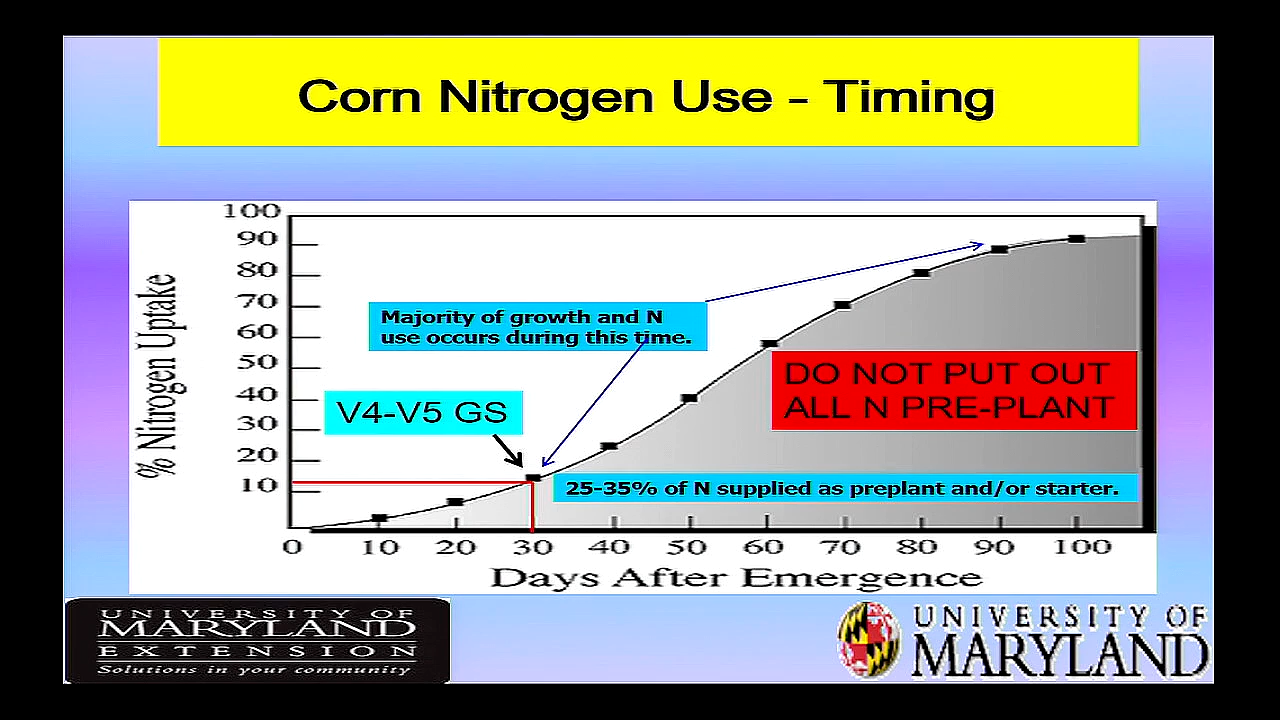 Corn Nitrogen Use - Timing
100
90
80
70
60
50
40
30
20
10
% Nitrogen Uptake
Majority of growth and N
use occurs during this time.
V4-V5 GS
DO NOT PUT OUT
ALL N PRE-PLANT
25-35% of N supplied as preplant and/or starter.
0 10 20 30 40 50 60 70 80 90 100
Days After Emergence
UNIVERSITY OF
MARYLAND
EXTENSION
Solutions in your community
UNIVERSITY OF
MARYLAND